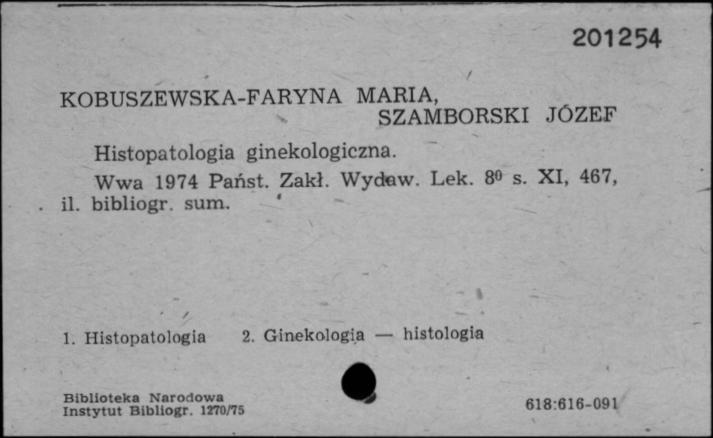 201254
KOBUSZEWSKA-FARYNA MARIA,
SZAMBORSKI JÓZEF
Histopatologia ginekologiczna.
Wwa 1974 Państ. Zakł. Wydaw. Lek. 8⁰ s. XI, 467,
il. bibliogr. sum.
1. Histopatologia 2. Ginekologia — histologia
Biblioteka Narodowa
Instytut Bibliogr. 1270/75
618:616-091